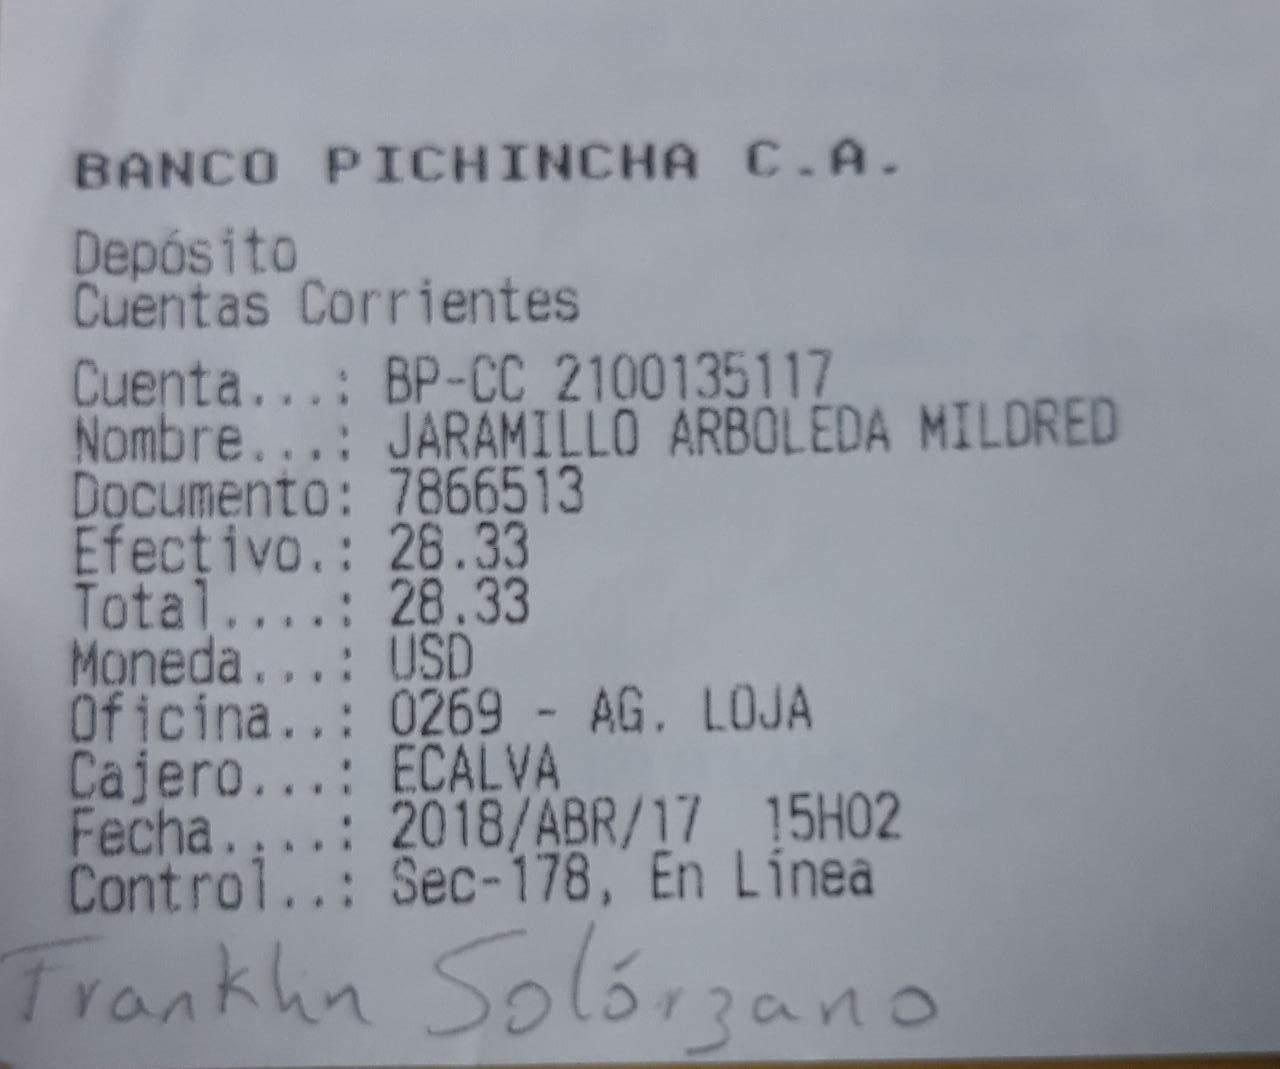 BANCO PICHINCHA C.A.
Depósito
Cuentas Corrientes
Cuenta...: BP-CC 2100135117
Nombre...: JARAMILLO ARBOLEDA MILDRED
Documento: 7866513
Efectivo.: 28.33
Total....: 28.33
Moneda...: USD
Oficina..: 0269 - AG. LOJA
Cajero...: ECALVA
Fecha....: 2018/ABR/17 15H02
Control..: Sec-178, En Línea
Franklin Solórzano